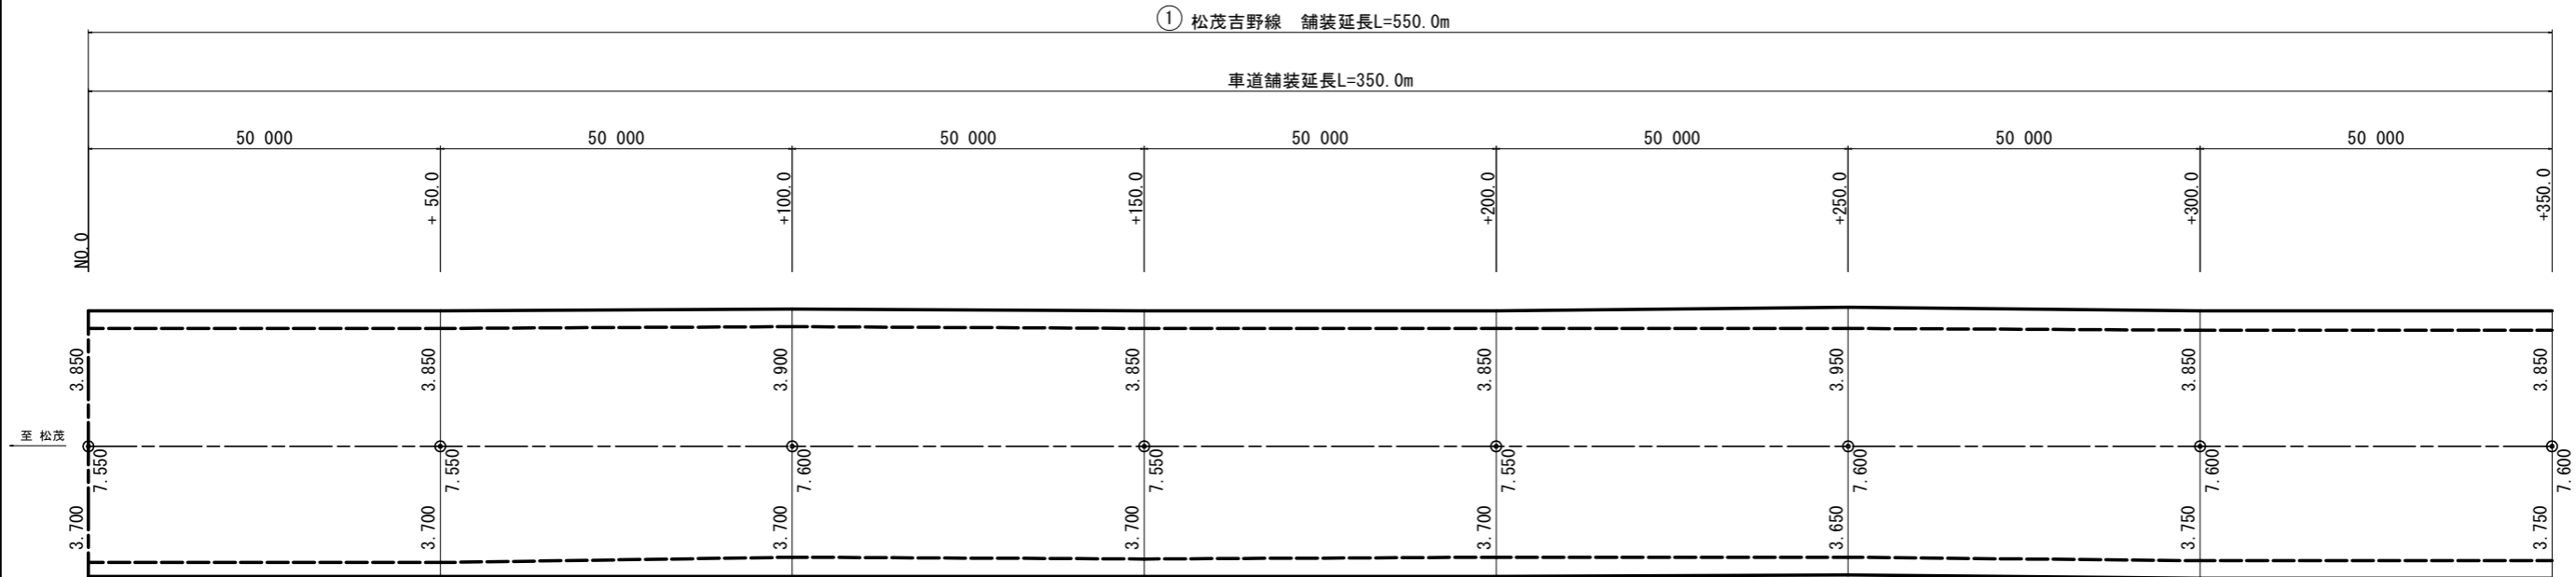 ① 松茂吉野線　舗装延長L=550.0m
車道舗装延長L=350.0m
50 000 50 000 50 000 50 000 50 000 50 000 50 000
NO.0 + 50.0 +100.0 +150.0 +200.0 +250.0 +300.0 +350.0
3.850 3.850 3.900 3.850 3.850 3.950 3.850 3.850
至 松茂
7.550 7.550 7.600 7.550 7.550 7.600 7.600 7.600
3.700 3.700 3.700 3.700 3.700 3.650 3.750 3.750